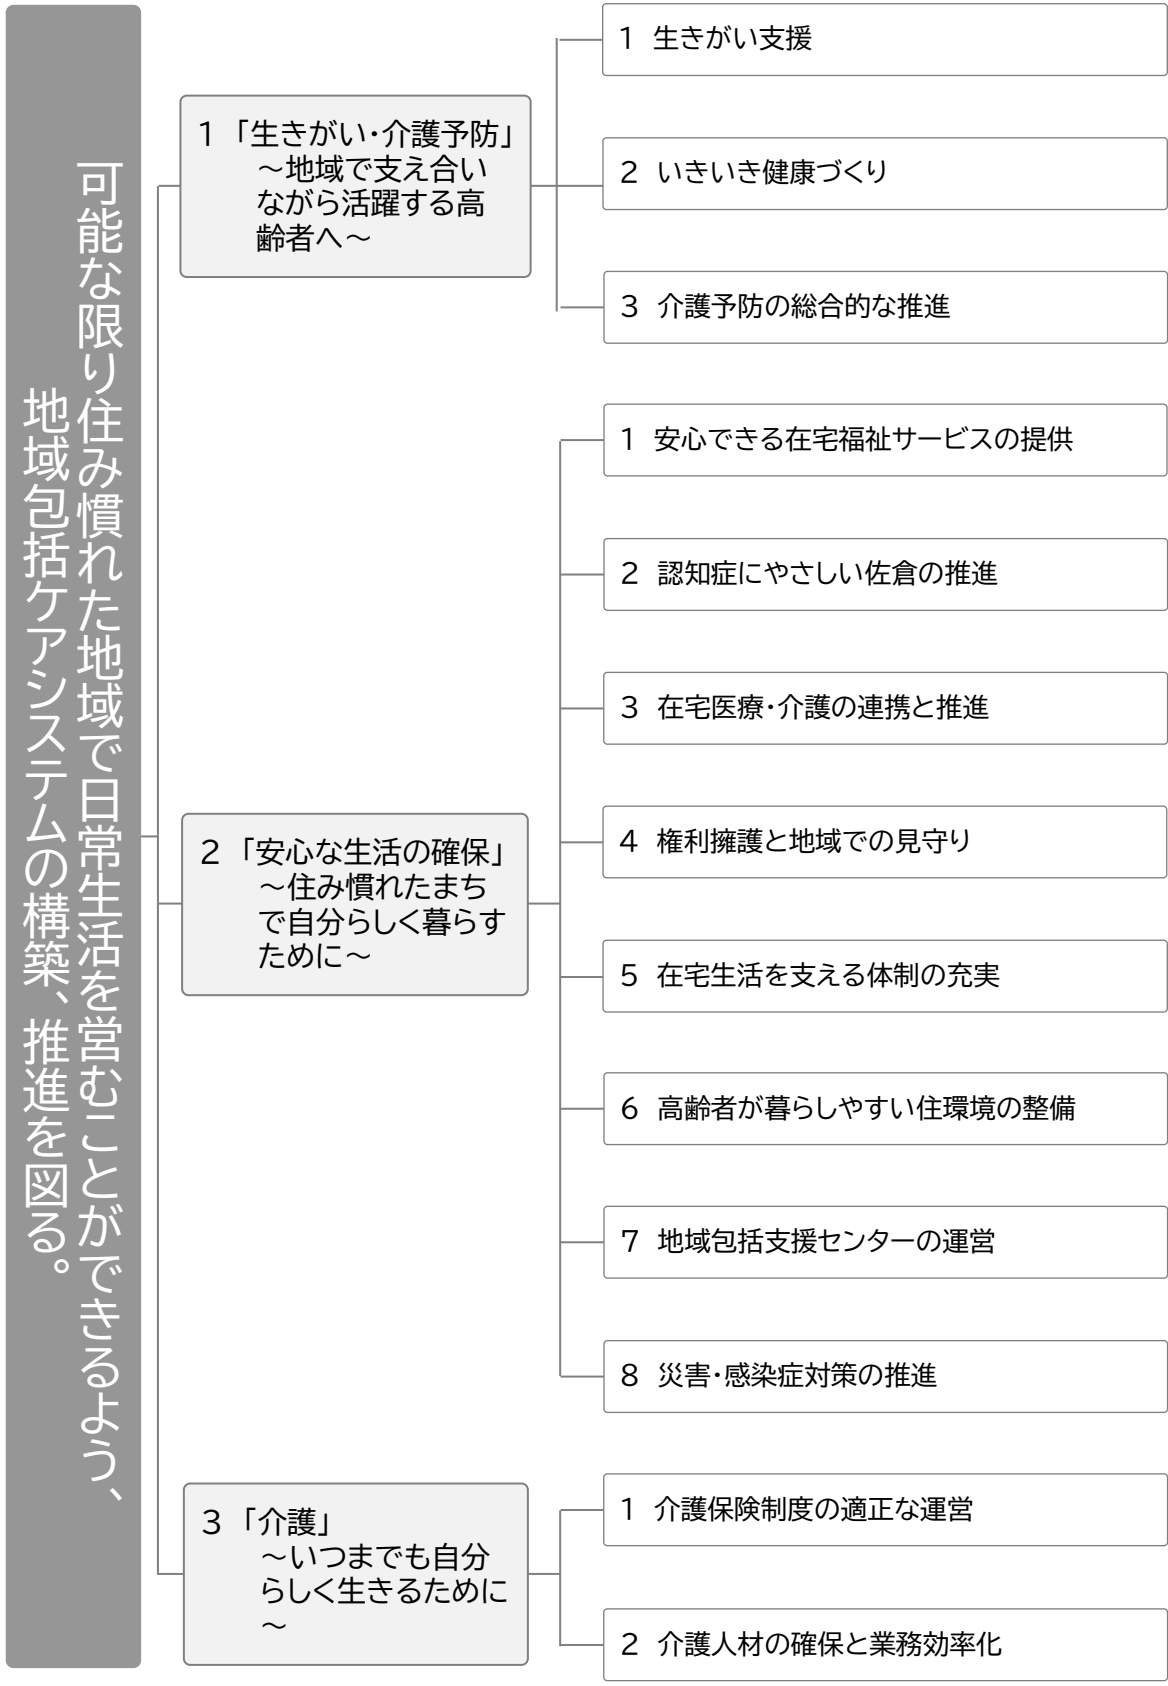 可能な限り住み慣れた地域で日常生活を営むことができるよう、
地域包括ケアシステムの構築、推進を図る。
1 「生きがい・介護予防」
～地域で支え合い
ながら活躍する高
齢者へ～
1 生きがい支援
2 いきいき健康づくり
3 介護予防の総合的な推進
2 「安心な生活の確保」
～住み慣れたまち
で自分らしく暮らす
ために～
1 安心できる在宅福祉サービスの提供
2 認知症にやさしい佐倉の推進
3 在宅医療・介護の連携と推進
4 権利擁護と地域での見守り
5 在宅生活を支える体制の充実
6 高齢者が暮らしやすい住環境の整備
7 地域包括支援センターの運営
8 災害・感染症対策の推進
3 「介護」
～いつまでも自分
らしく生きるために
～
1 介護保険制度の適正な運営
2 介護人材の確保と業務効率化